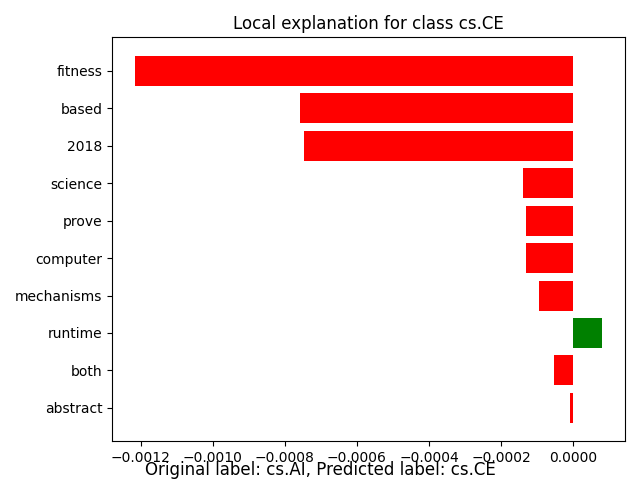 Local explanation for class cs.CE
fitness
based
2018
science
prove
computer
mechanisms
runtime
both
abstract
−0.0012 −0.0010 −0.0008 −0.0006 −0.0004 −0.0002 0.0000
Original label: cs.AI, Predicted label: cs.CE